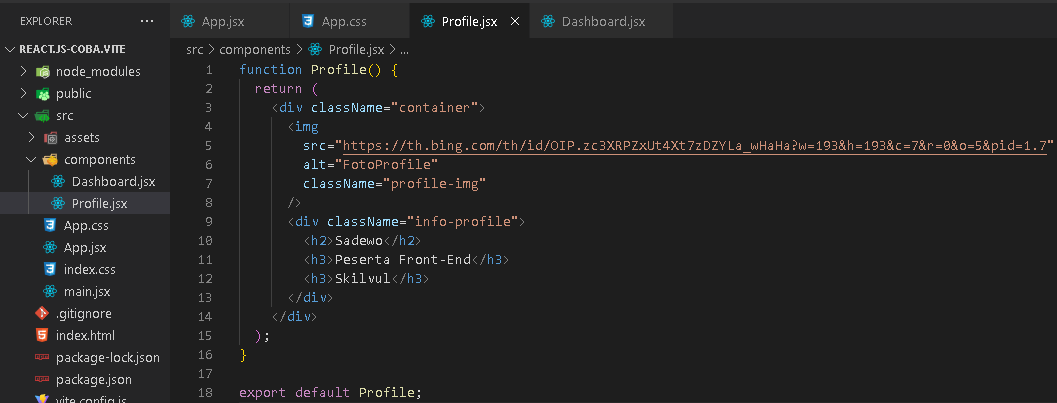 EXPLORER ...
REACT.JS-COBA.VITE
node_modules
public
src
assets
components
Dashboard.jsx
Profile.jsx
App.css
App.jsx
index.css
main.jsx
.gitignore
index.html
package-lock.json
package.json
vite.config.js
App.jsx App.css Profile.jsx Dashboard.jsx
src > components > Profile.jsx > ...
1 function Profile() {
2 return (
3 <div className="container">
4 <img
5 src="https://th.bing.com/th/id/OIP.zc3XRPZxUt4Xt7zDZYLa_wHaHa?w=193&h=193&c=7&r=0&o=5&pid=1.7"
6 alt="FotoProfile"
7 className="profile-img"
8 />
9 <div className="info-profile">
10 <h2>Sadewo</h2>
11 <h3>Peserta Front-End</h3>
12 <h3>Skilvul</h3>
13 </div>
14 </div>
15 );
16 }
17
18 export default Profile;